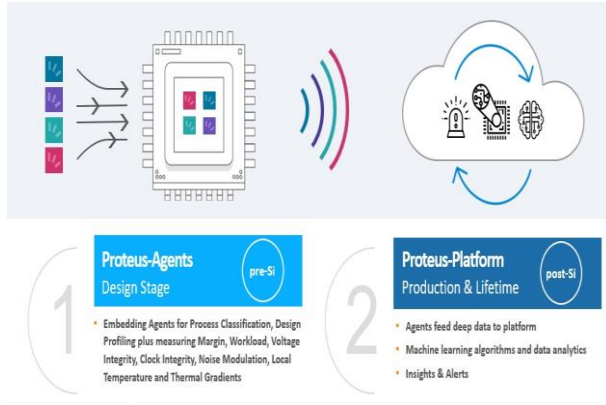 1
Proteus-Agents
Design Stage
pre-Si
• Embedding Agents for Process Classification, Design
Profiling plus measuring Margin, Workload, Voltage
Integrity, Clock Integrity, Noise Modulation, Local
Temperature and Thermal Gradients
2
Proteus-Platform
Production & Lifetime
post-Si
• Agents feed deep data to platform
• Machine learning algorithms and data analytics
• Insights & Alerts